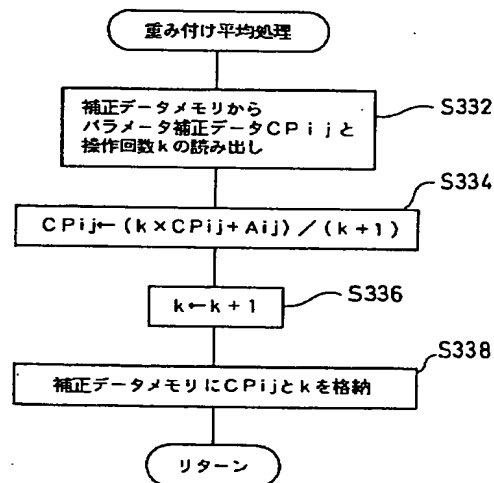 重み付け平均処理
補正データメモリから
パラメータ補正データCPijと
操作回数kの読み出し
S332
S334
CPij←(k×CPij+Aij)/(k+1)
k←k+1
S336
S338
補正データメモリにCPijとkを格納
リターン